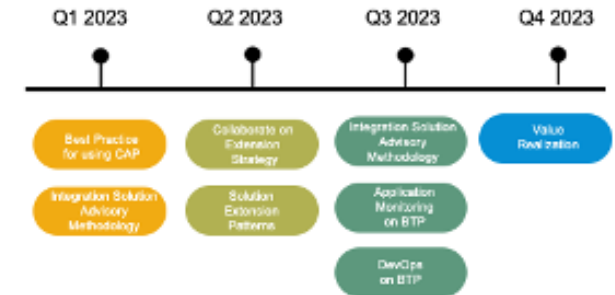 Q1 2023 Q2 2023 Q3 2023 Q4 2023
Best Practice
for using CAP
Integration Solution
Advisory
Methodology
Collaborate on
Extension
Strategy
Solution
Extension
Patterns
Integration Solution
Advisory
Methodology
Application
Monitoring
on BTP
DevOps
on BTP
Value
Realization